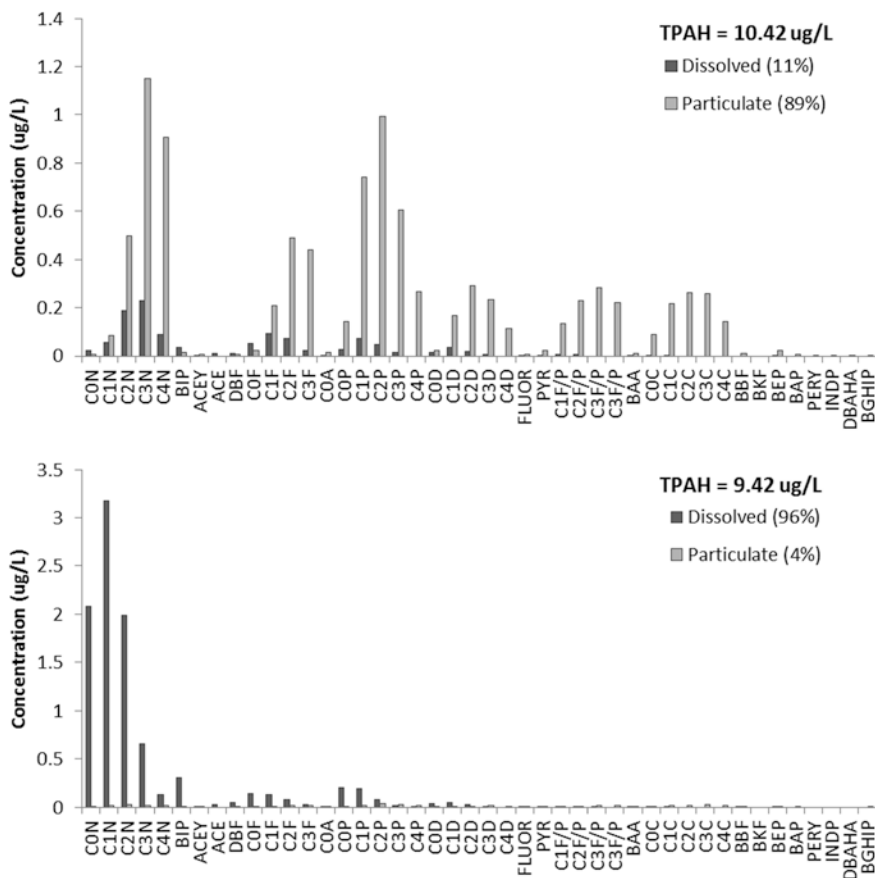 TPAH = 10.42 ug/L
Dissolved (11%)
Particulate (89%)
Concentration (ug/L)
1.4
1.2
1
0.8
0.6
0.4
0.2
0
C0N C1N C2N C3N C4N BIP ACEY ACE DBF C0F C1F C2F C3F C0A C0P C1P C2P C3P C4P C0D C1D C2D C3D C4D FLUOR PYR C1F/P C2F/P C3F/P C3F/P BAA C0C C1C C2C C3C C4C BBF BKF BEP BAP PERY INDP DBAHA BGHIP
TPAH = 9.42 ug/L
Dissolved (96%)
Particulate (4%)
Concentration (ug/L)
3.5
3
2.5
2
1.5
1
0.5
0
C0N C1N C2N C3N C4N BIP ACEY ACE DBF C0F C1F C2F C3F C0A C0P C1P C2P C3P C4P C0D C1D C2D C3D C4D FLUOR PYR C1F/P C2F/P C3F/P C3F/P BAA C0C C1C C2C C3C C4C BBF BKF BEP BAP PERY INDP DBAHA BGHIP